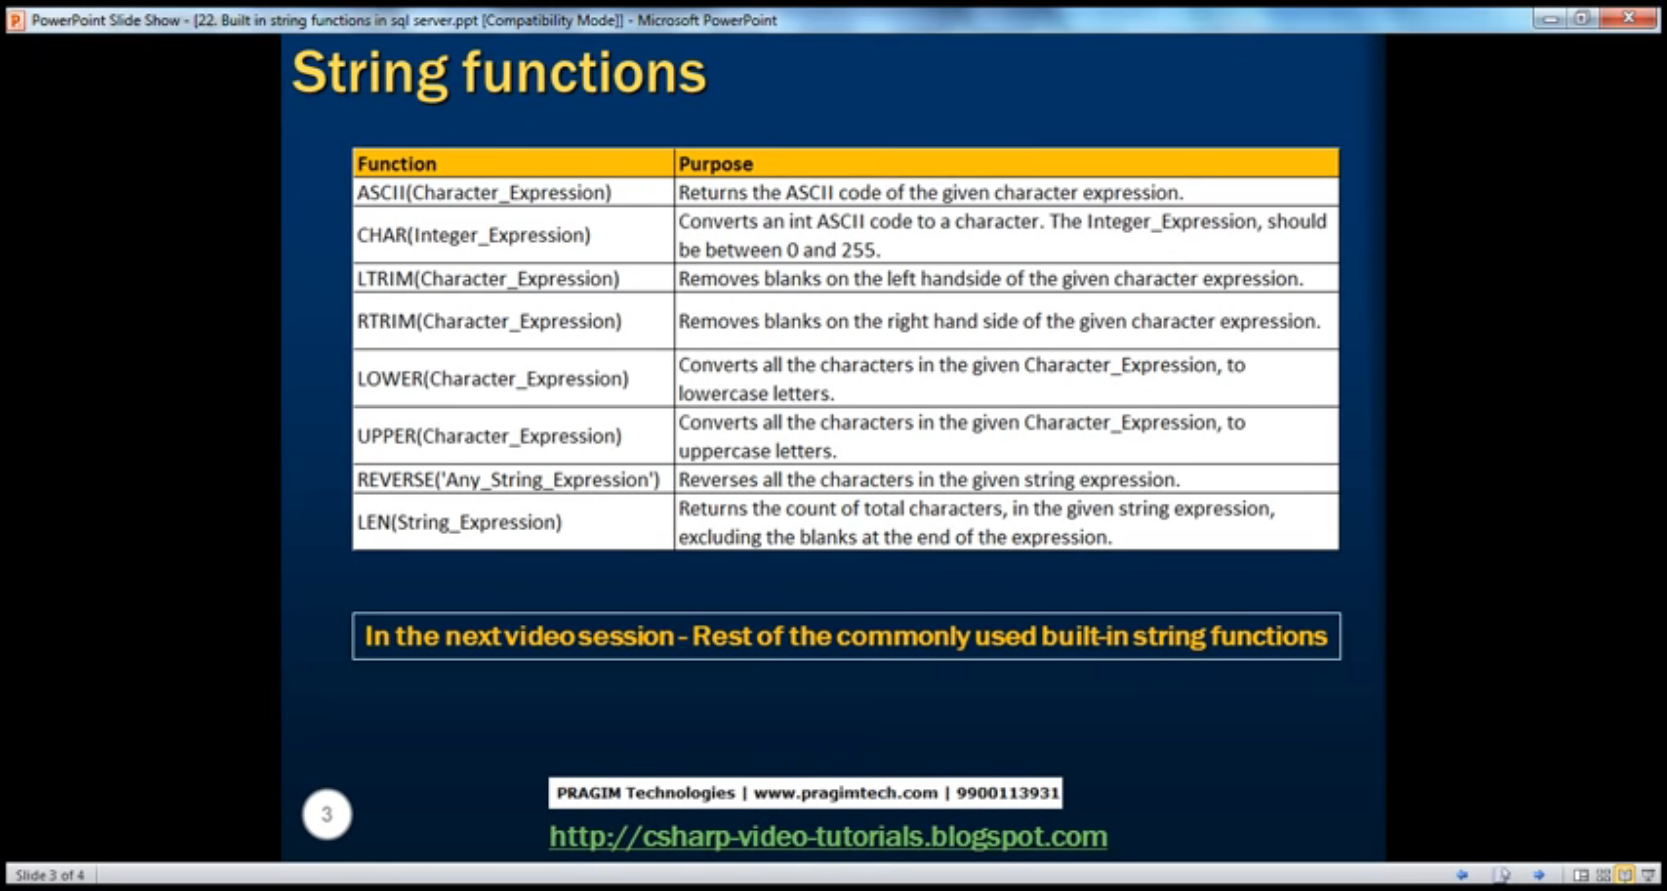 PowerPoint Slide Show - [22. Built in string functions in sql server.ppt [Compatibility Mode]] - Microsoft PowerPoint
String functions
Function Purpose
ASCII(Character_Expression) Returns the ASCII code of the given character expression.
CHAR(Integer_Expression) Converts an int ASCII code to a character. The Integer_Expression, should
be between 0 and 255.
LTRIM(Character_Expression) Removes blanks on the left handside of the given character expression.
RTRIM(Character_Expression) Removes blanks on the right hand side of the given character expression.
LOWER(Character_Expression) Converts all the characters in the given Character_Expression, to
lowercase letters.
UPPER(Character_Expression) Converts all the characters in the given Character_Expression, to
uppercase letters.
REVERSE('Any_String_Expression') Reverses all the characters in the given string expression.
LEN(String_Expression) Returns the count of total characters, in the given string expression,
excluding the blanks at the end of the expression.
In the next video session - Rest of the commonly used built-in string functions
PRAGIM Technologies | www.pragimtech.com | 9900113931
3
http://csharp-video-tutorials.blogspot.com
Slide 3 of 4